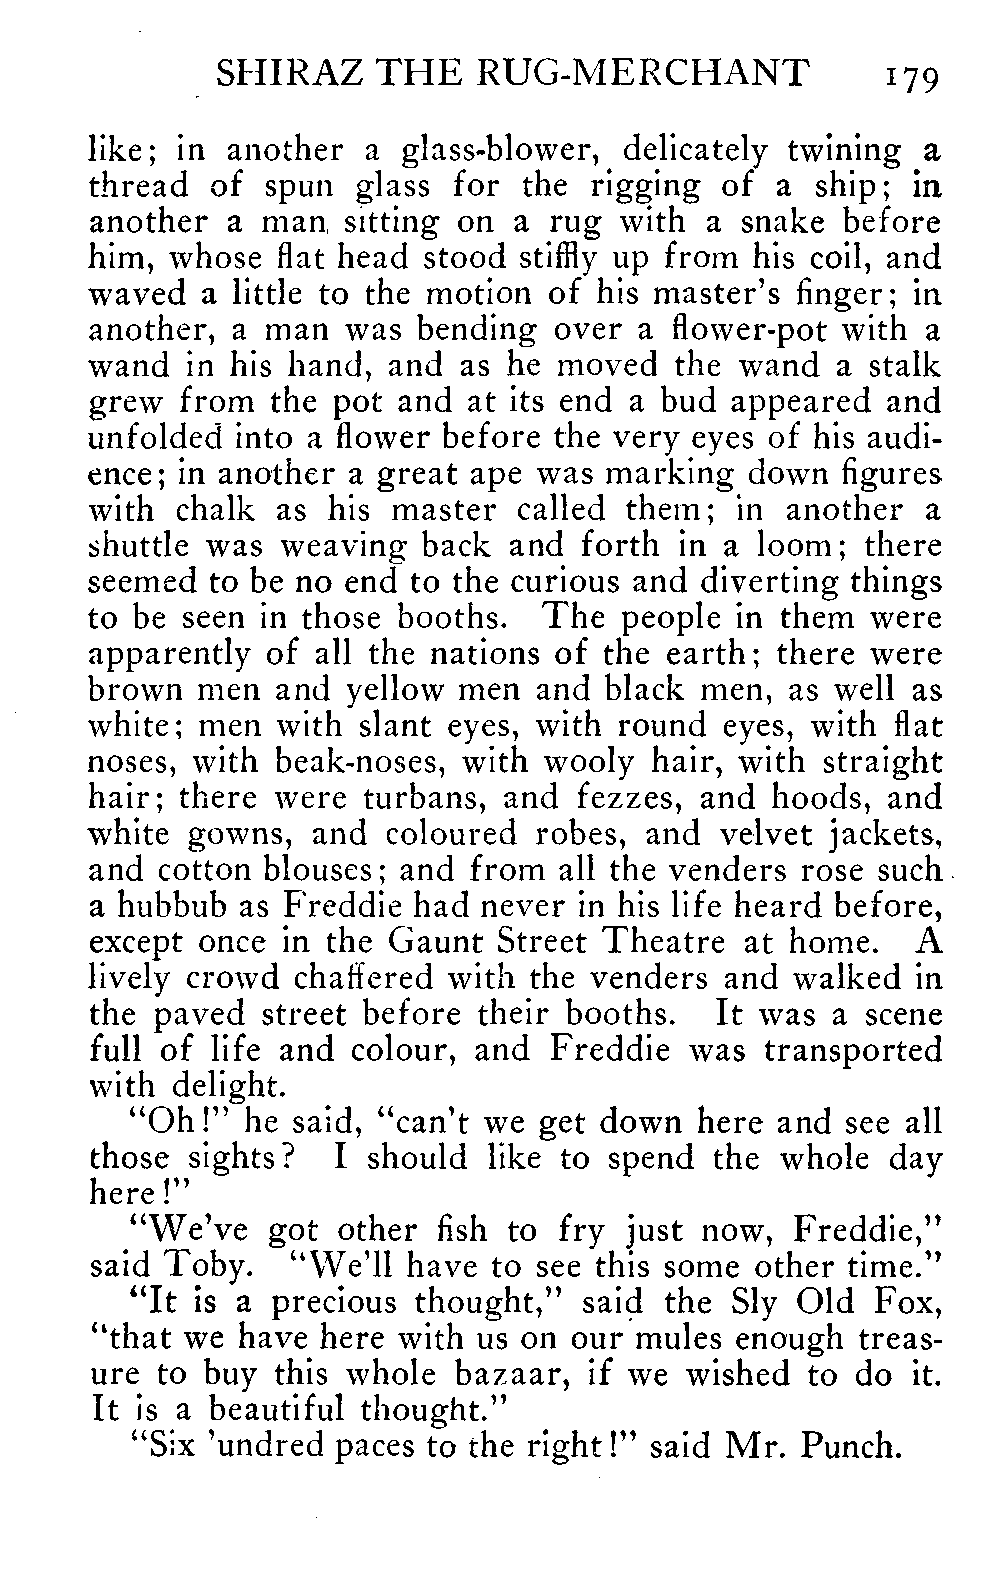 SHIRAZ THE RUG-MERCHANT 179
like; in another a glass-blower, delicately twining a
thread of spun glass for the rigging of a ship; in
another a man sitting on a rug with a snake before
him, whose flat head stood stiffly up from his coil, and
waved a little to the motion of his master's finger; in
another, a man was bending over a flower-pot with a
wand in his hand, and as he moved the wand a stalk
grew from the pot and at its end a bud appeared and
unfolded into a flower before the very eyes of his audi-
ence; in another a great ape was marking down figures
with chalk as his master called them; in another a
shuttle was weaving back and forth in a loom; there
seemed to be no end to the curious and diverting things
to be seen in those booths. The people in them were
apparently of all the nations of the earth; there were
brown men and yellow men and black men, as well as
white; men with slant eyes, with round eyes, with flat
noses, with beak-noses, with wooly hair, with straight
hair; there were turbans, and fezzes, and hoods, and
white gowns, and coloured robes, and velvet jackets,
and cotton blouses; and from all the venders rose such
a hubbub as Freddie had never in his life heard before,
except once in the Gaunt Street Theatre at home. A
lively crowd chaffered with the venders and walked in
the paved street before their booths. It was a scene
full of life and colour, and Freddie was transported
with delight.
"Oh!" he said, "can't we get down here and see all
those sights? I should like to spend the whole day
here!"
"We've got other fish to fry just now, Freddie,"
said Toby. "We'll have to see this some other time."
"It is a precious thought," said the Sly Old Fox,
"that we have here with us on our mules enough treas-
ure to buy this whole bazaar, if we wished to do it.
It is a beautiful thought."
"Six 'undred paces to the right!" said Mr. Punch.